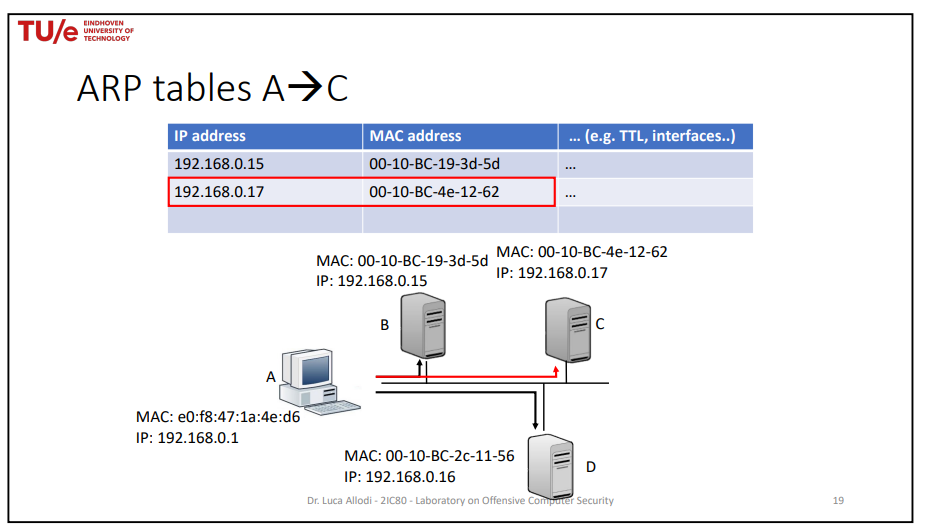 TU/e EINDHOVEN
UNIVERSITY OF
TECHNOLOGY
ARP tables A→C
IP address MAC address … (e.g. TTL, interfaces..)
192.168.0.15 00-10-BC-19-3d-5d …
192.168.0.17 00-10-BC-4e-12-62 …
MAC: 00-10-BC-19-3d-5d
IP: 192.168.0.15
MAC: 00-10-BC-4e-12-62
IP: 192.168.0.17
B
C
A
MAC: e0:f8:47:1a:4e:d6
IP: 192.168.0.1
MAC: 00-10-BC-2c-11-56
IP: 192.168.0.16
D
Dr. Luca Allodi - 2IC80 - Laboratory on Offensive Computer Security 19